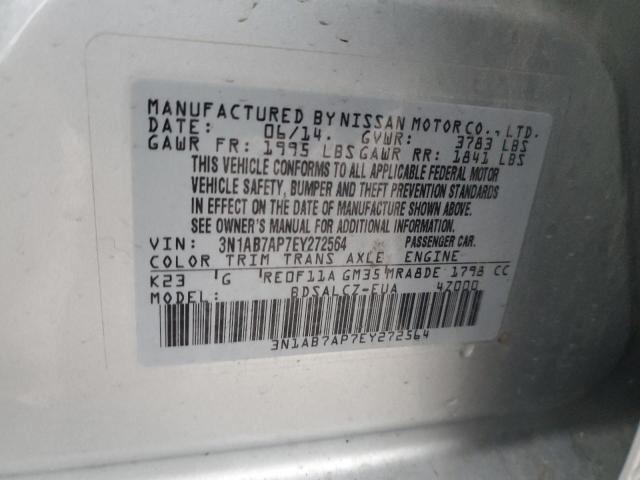 MANUFACTURED BY NISSAN MOTOR CO., LTD.
DATE: 06/14. GVWR: 3783 LBS
GAWR FR: 1995 LBS GAWR RR: 1841 LBS
THIS VEHICLE CONFORMS TO ALL APPLICABLE FEDERAL MOTOR
VEHICLE SAFETY, BUMPER AND THEFT PREVENTION STANDARDS
IN EFFECT ON THE DATE OF MANUFACTURE SHOWN ABOVE.
SEE OWNER'S MANUAL FOR ADDITIONAL INFORMATION.
VIN: 3N1AB7AP7EY272564 PASSENGER CAR.
COLOR TRIM TRANS AXLE ENGINE
K23 G RE0F11A GM35 MRA8DE 1798 CC
MODEL: BDSALCZ-EUA 4Z000
3N1AB7AP7EY272564